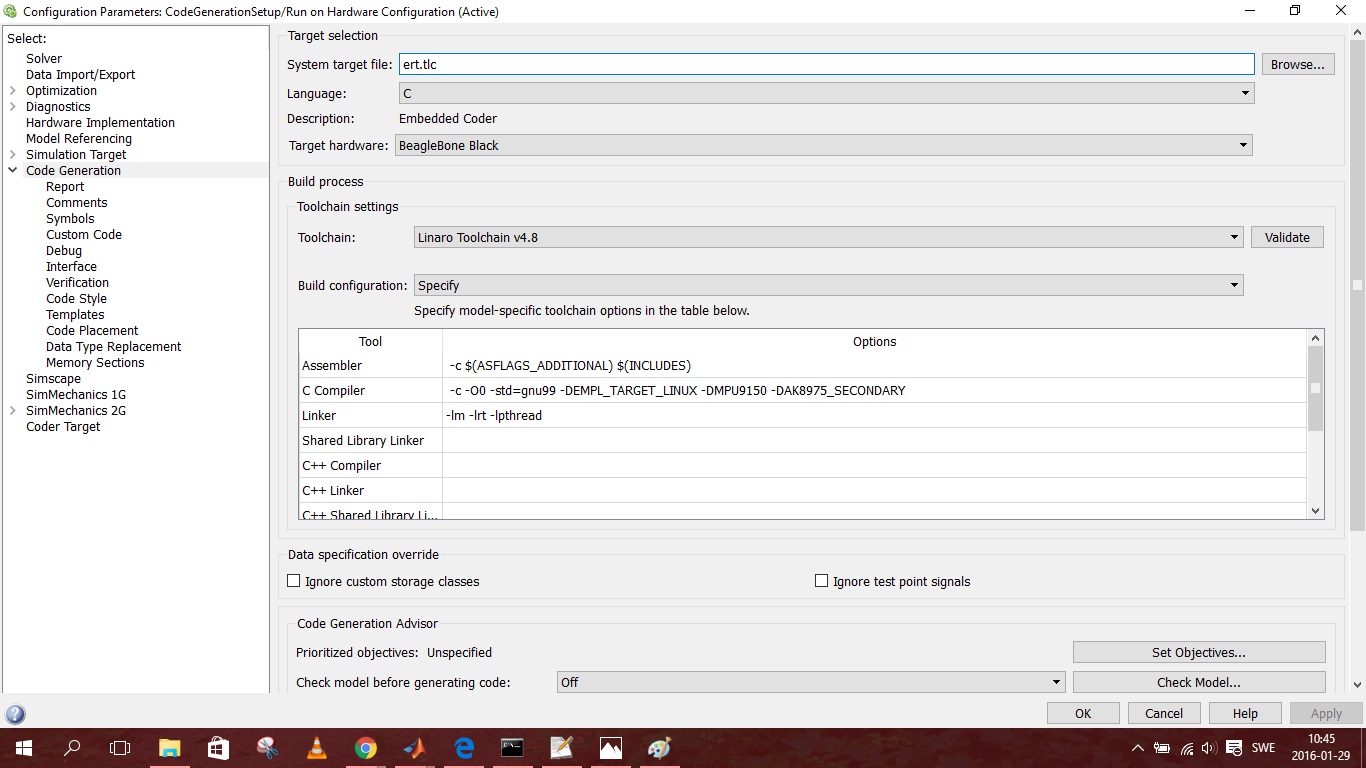 Configuration Parameters: CodeGenerationSetup/Run on Hardware Configuration (Active)
Select:
Solver
Data Import/Export
Optimization
Diagnostics
Hardware Implementation
Model Referencing
Simulation Target
Code Generation
Report
Comments
Symbols
Custom Code
Debug
Interface
Verification
Code Style
Templates
Code Placement
Data Type Replacement
Memory Sections
Simscape
SimMechanics 1G
SimMechanics 2G
Coder Target
Target selection
System target file: ert.tlc Browse...
Language: C
Description: Embedded Coder
Target hardware: BeagleBone Black
Build process
Toolchain settings
Toolchain: Linaro Toolchain v4.8 Validate
Build configuration: Specify
Specify model-specific toolchain options in the table below.
Tool Options
Assembler -c $(ASFLAGS_ADDITIONAL) $(INCLUDES)
C Compiler -c -O0 -std=gnu99 -DEMPL_TARGET_LINUX -DMPU9150 -DAK8975_SECONDARY
Linker -lm -lrt -lpthread
Shared Library Linker
C++ Compiler
C++ Linker
C++ Shared Library Li...
Data specification override
Ignore custom storage classes Ignore test point signals
Code Generation Advisor
Prioritized objectives: Unspecified Set Objectives...
Check model before generating code: Off Check Model...
OK Cancel Help Apply
SWE
10:45
2016-01-29